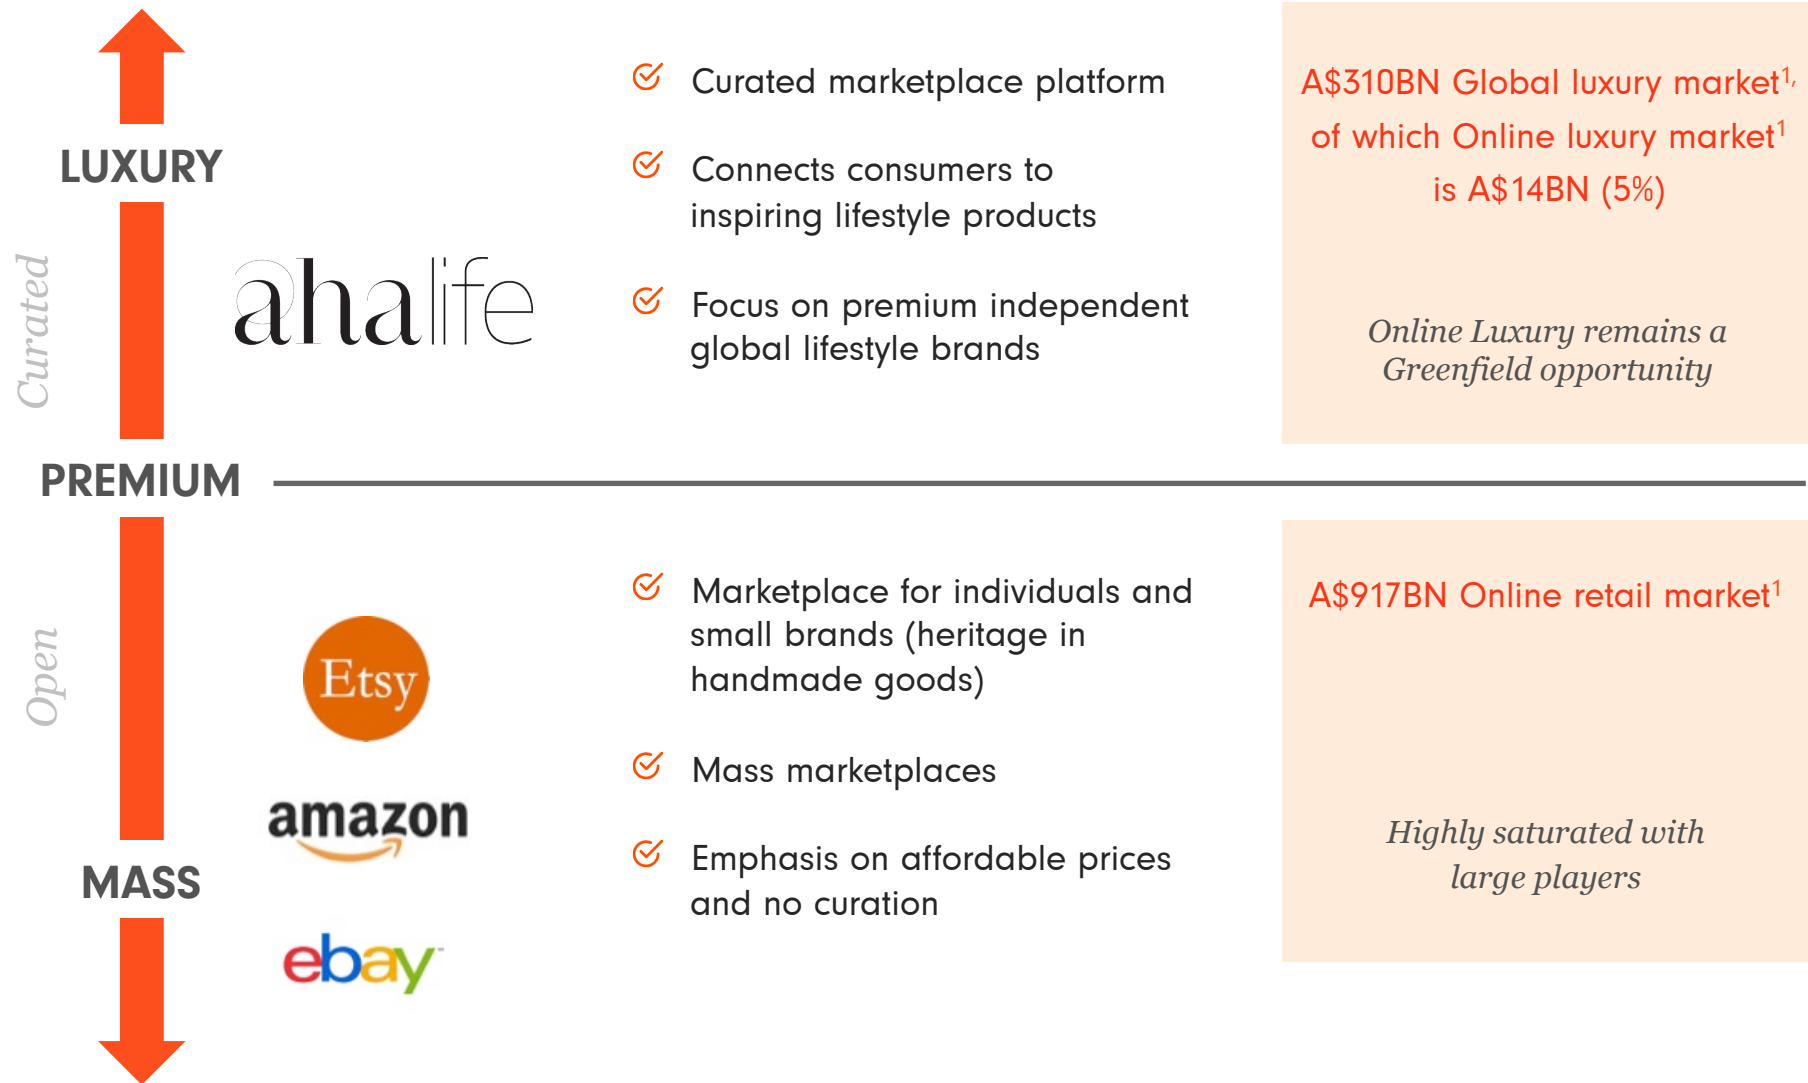 LUXURY
Curated
ahalife
Curated marketplace platform
Connects consumers to
inspiring lifestyle products
Focus on premium independent
global lifestyle brands
A$310BN Global luxury market1,
of which Online luxury market1
is A$14BN (5%)
Online Luxury remains a
Greenfield opportunity
PREMIUM
Open
MASS
Etsy
amazon
ebay™
Marketplace for individuals and
small brands (heritage in
handmade goods)
Mass marketplaces
Emphasis on affordable prices
and no curation
A$917BN Online retail market1
Highly saturated with
large players